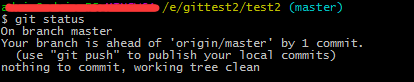 /e/gittest2/test2 (master)
$ git status
On branch master
Your branch is ahead of 'origin/master' by 1 commit.
(use "git push" to publish your local commits)
nothing to commit, working tree clean